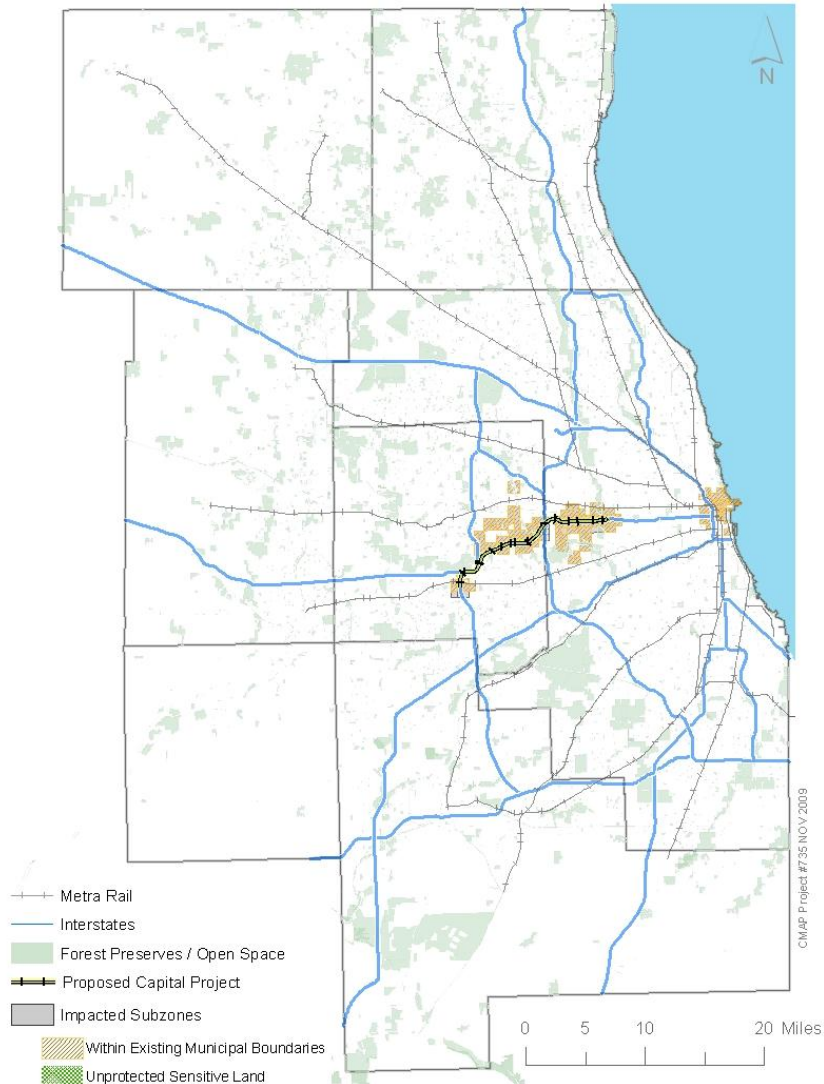 N
CMAP Project #735 NOV 2009
Metra Rail
Interstates
Forest Preserves / Open Space
Proposed Capital Project
Impacted Subzones
Within Existing Municipal Boundaries
Unprotected Sensitive Land
0 5 10 20 Miles